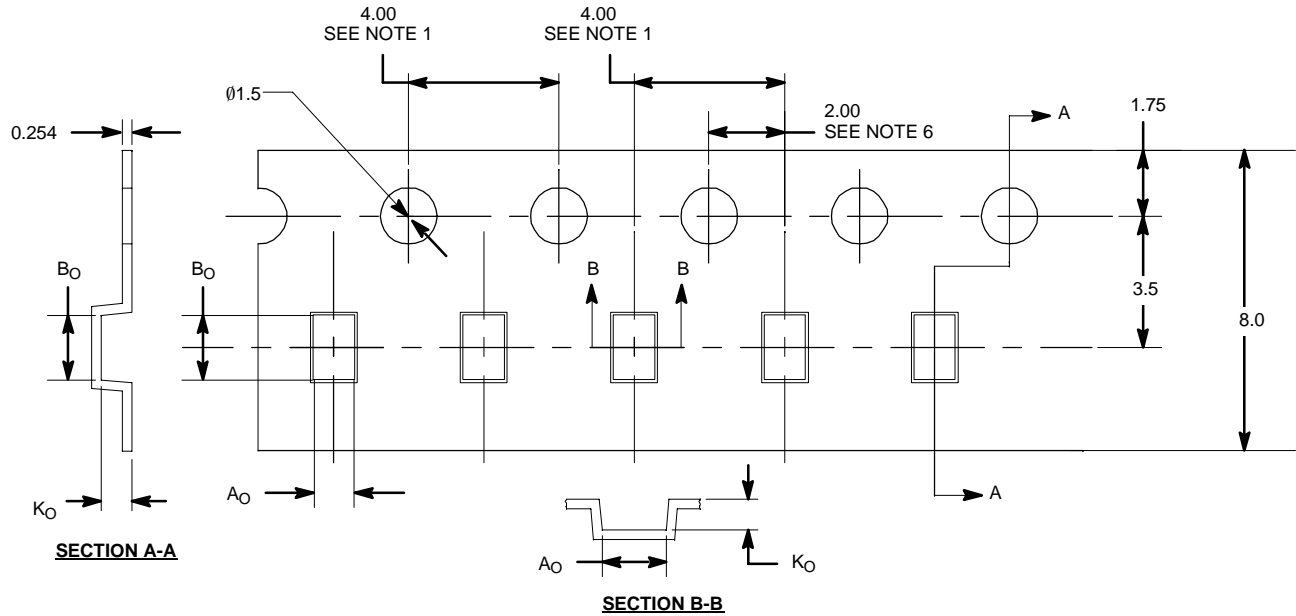 4.00
SEE NOTE 1
4.00
SEE NOTE 1
Ø1.5
0.254
2.00
SEE NOTE 6
A
1.75
BO
BO
B
B
3.5
8.0
AO
A
KO
SECTION A-A
AO
KO
SECTION B-B